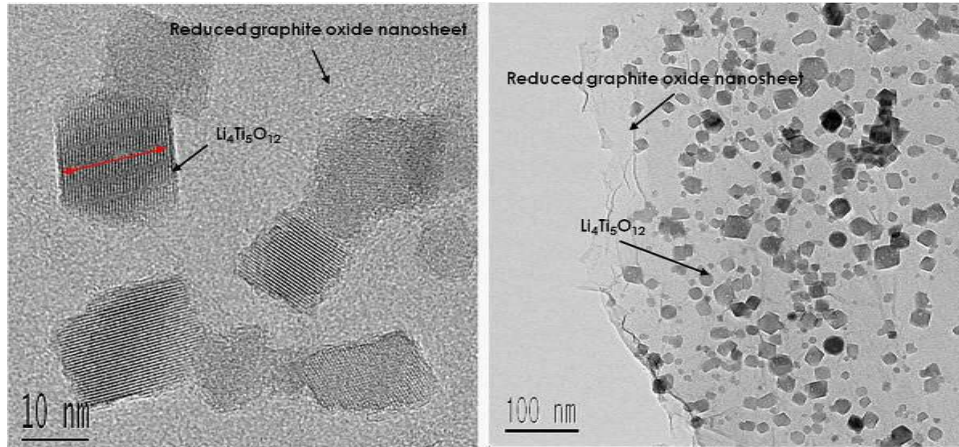 Reduced graphite oxide nanosheet
Li₄Ti₅O₁₂
10 nm
Reduced graphite oxide nanosheet
Li₄Ti₅O₁₂
100 nm